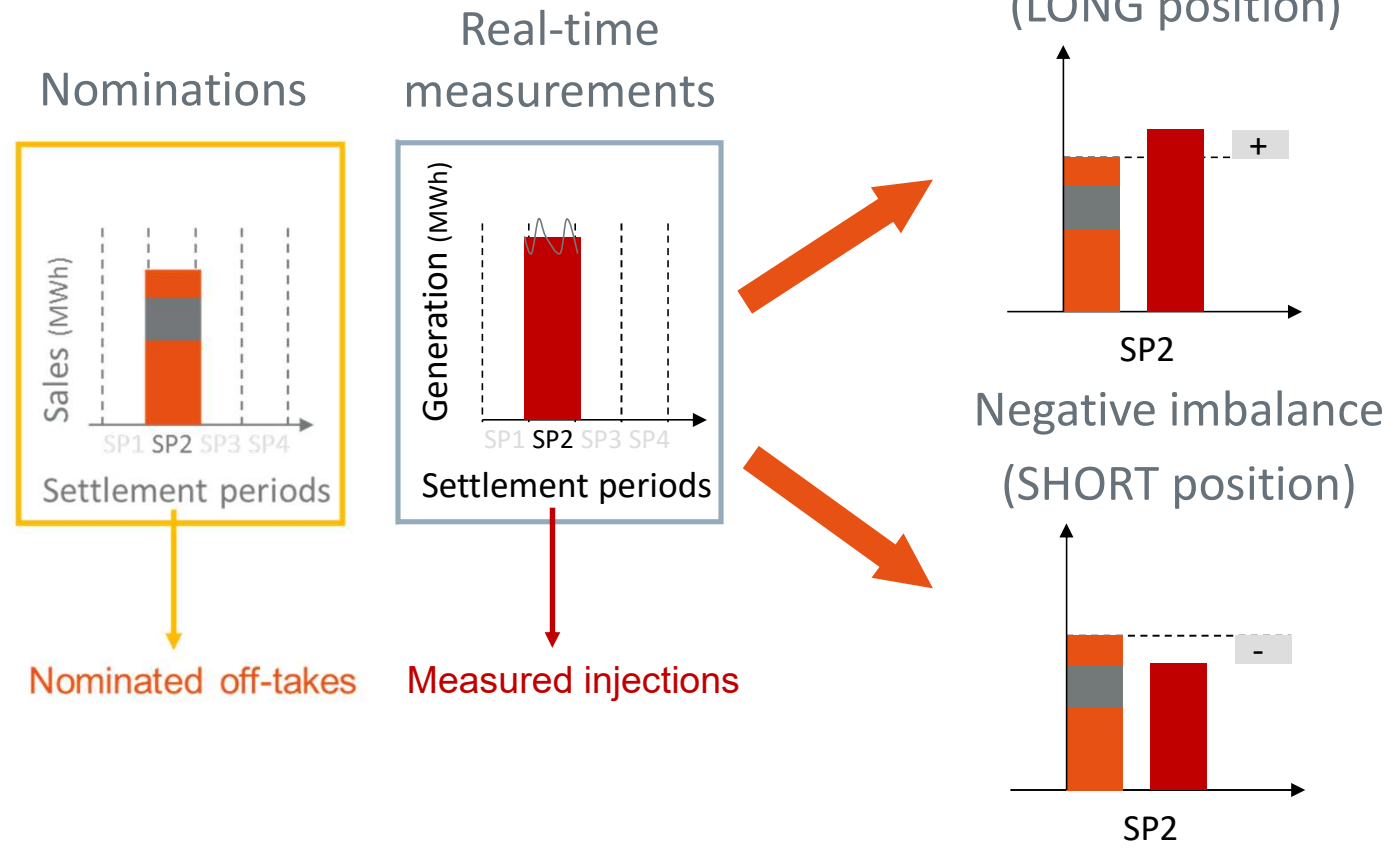 Nominations
Sales (MWh)
SP1 SP2 SP3 SP4
Settlement periods
Nominated off-takes
Real-time
measurements
Generation (MWh)
SP1 SP2 SP3 SP4
Settlement periods
Measured injections
(LONG position)
+
SP2
Negative imbalance
(SHORT position)
-
SP2